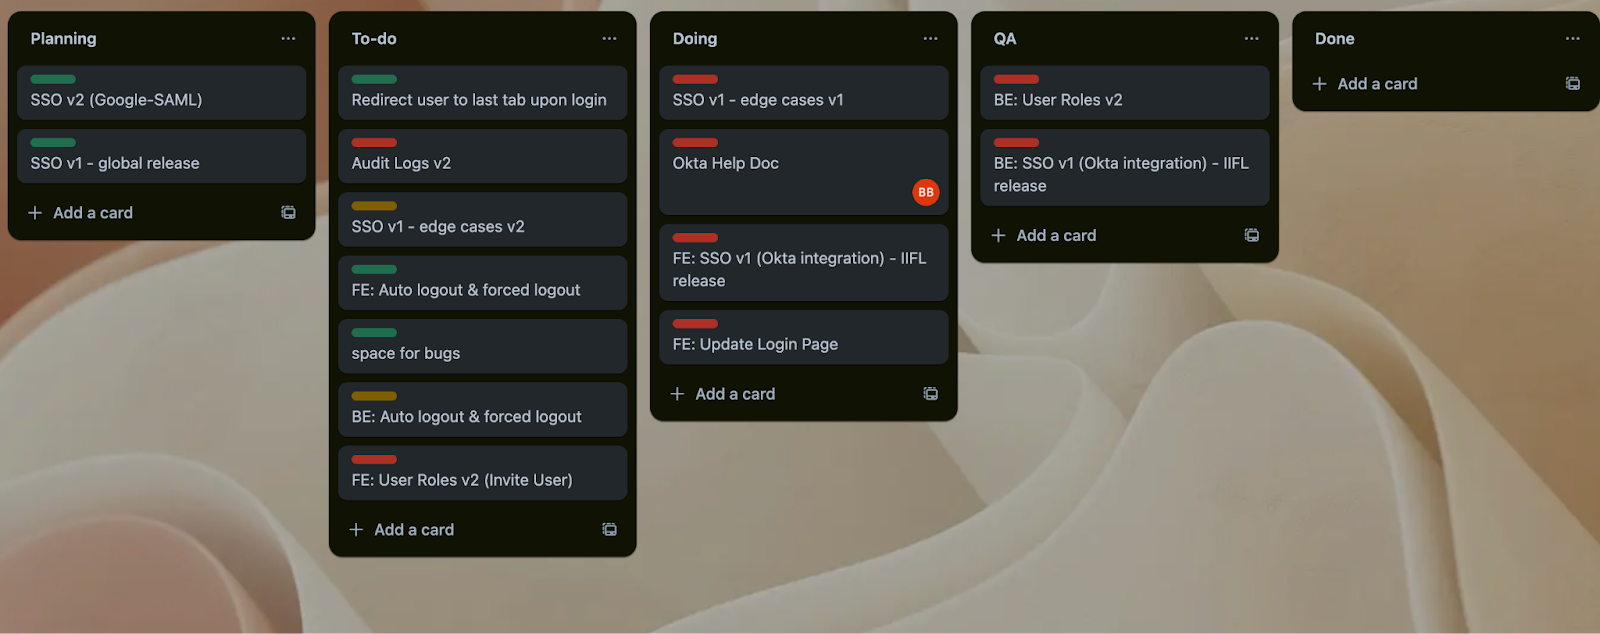 Planning
SSO v2 (Google-SAML)
SSO v1 - global release
Add a card
To-do
Redirect user to last tab upon login
Audit Logs v2
SSO v1 - edge cases v2
FE: Auto logout & forced logout
space for bugs
BE: Auto logout & forced logout
FE: User Roles v2 (Invite User)
Add a card
Doing
SSO v1 - edge cases v1
Okta Help Doc
BB
FE: SSO v1 (Okta integration) - IIFL
release
FE: Update Login Page
Add a card
QA
BE: User Roles v2
BE: SSO v1 (Okta integration) - IIFL
release
Add a card
Done
Add a card